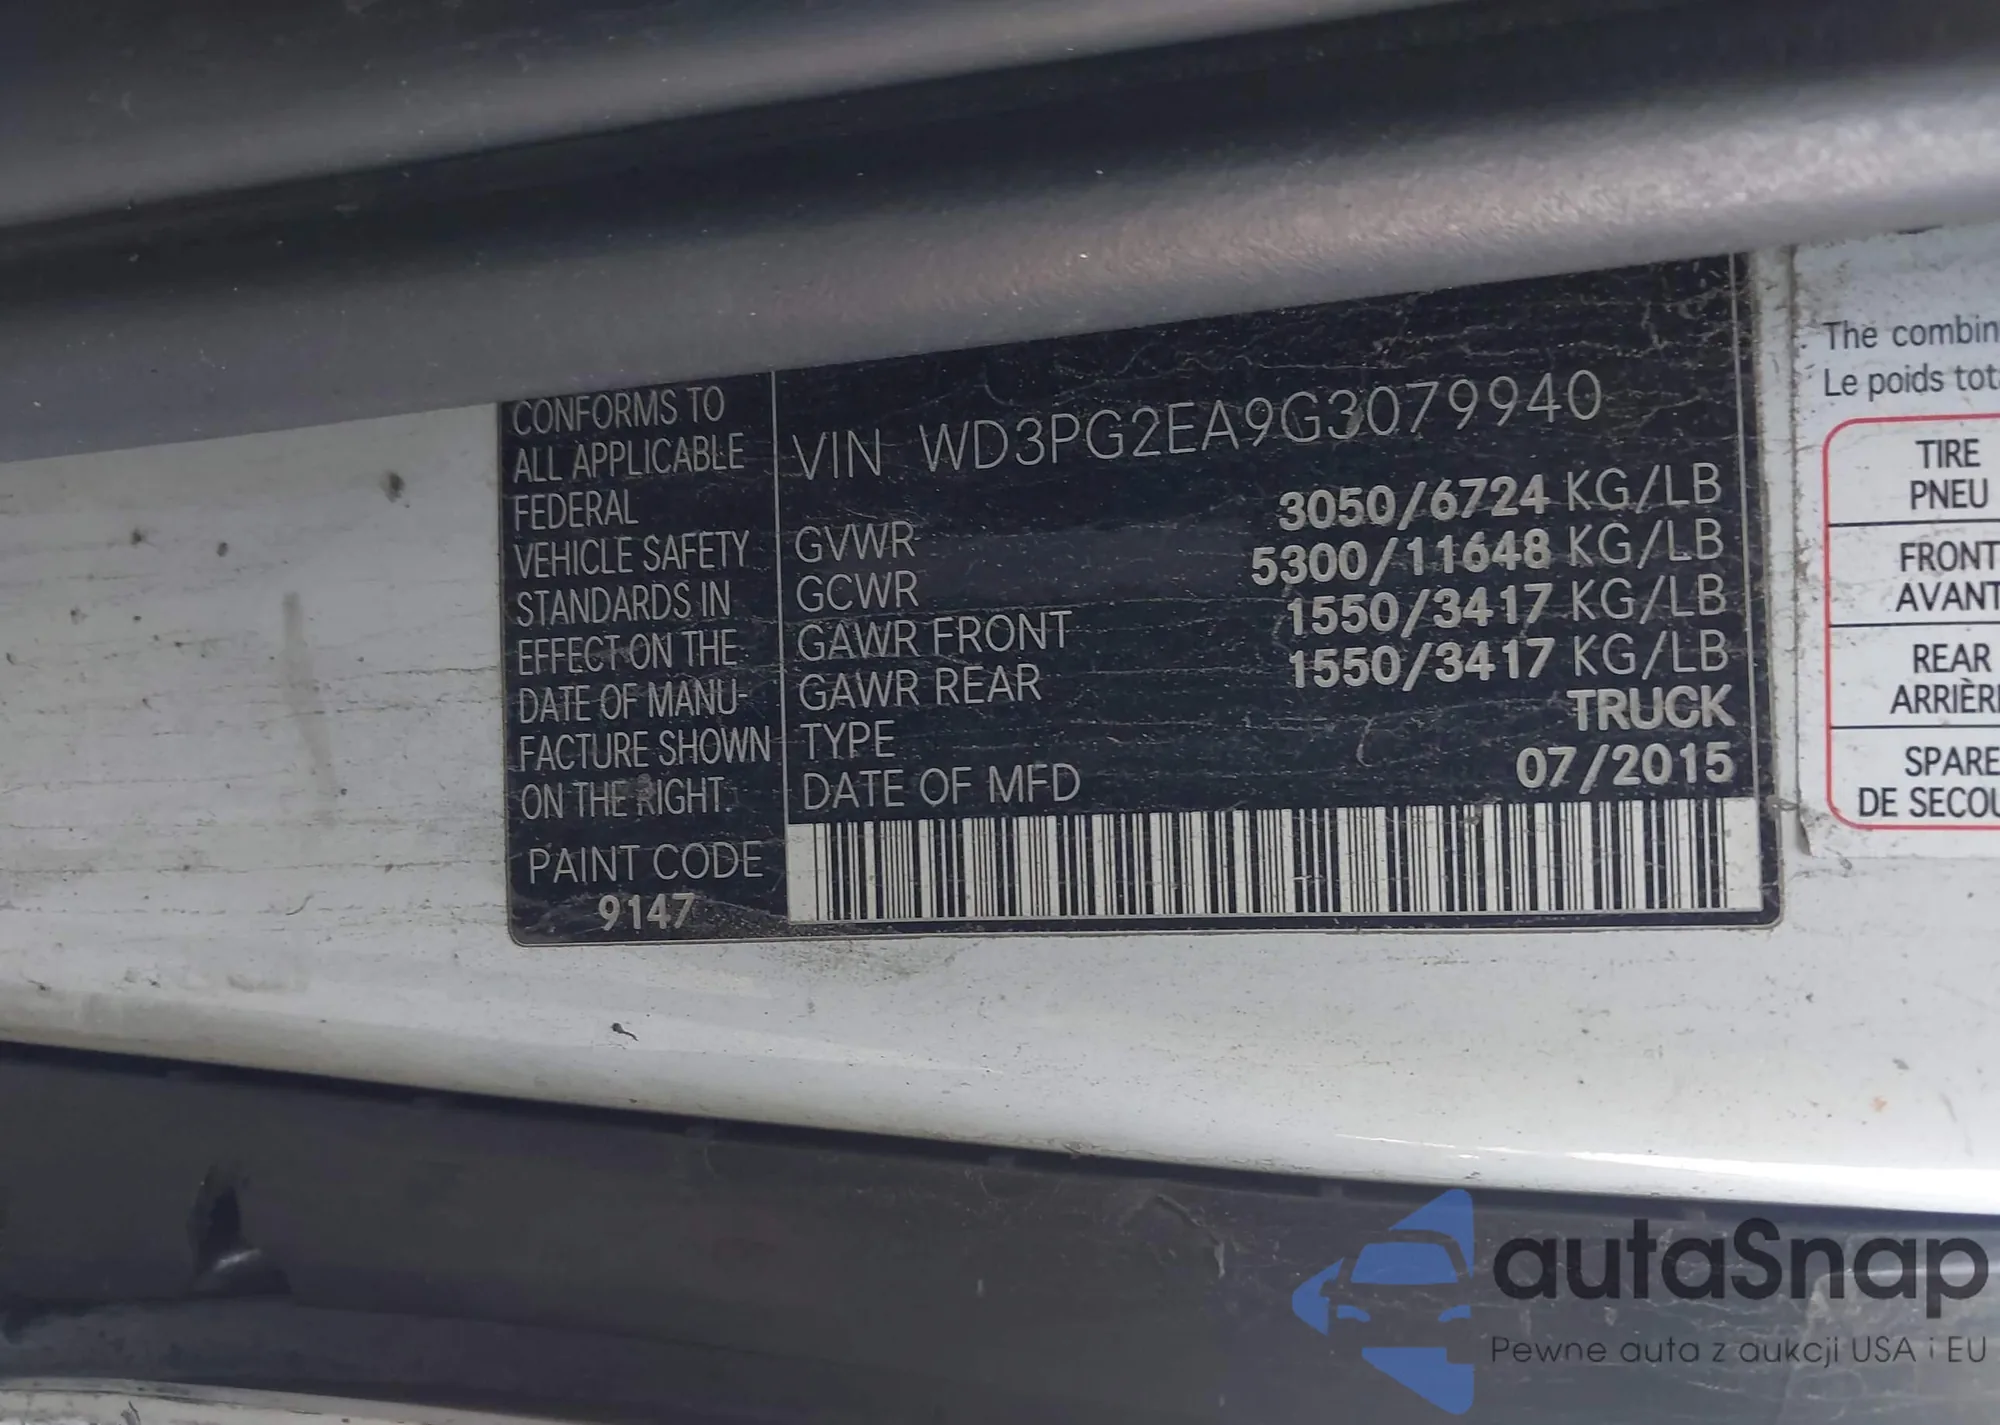 CONFORMS TO
ALL APPLICABLE
FEDERAL
VEHICLE SAFETY
STANDARDS IN
EFFECT ON THE
DATE OF MANU-
FACTURE SHOWN
ON THE RIGHT.
PAINT CODE
9147
VIN WD3PG2EA9G3079940
GVWR 3050/6724 KG/LB
GCWR 5300/11648 KG/LB
GAWR FRONT 1550/3417 KG/LB
GAWR REAR 1550/3417 KG/LB
TYPE TRUCK
DATE OF MFD 07/2015
The combin
Le poids tot
TIRE
PNEU
FRONT
AVANT
REAR
ARRIÈR
SPARE
DE SECOU
autaSnap
Pewne auta z aukcji USA i EU